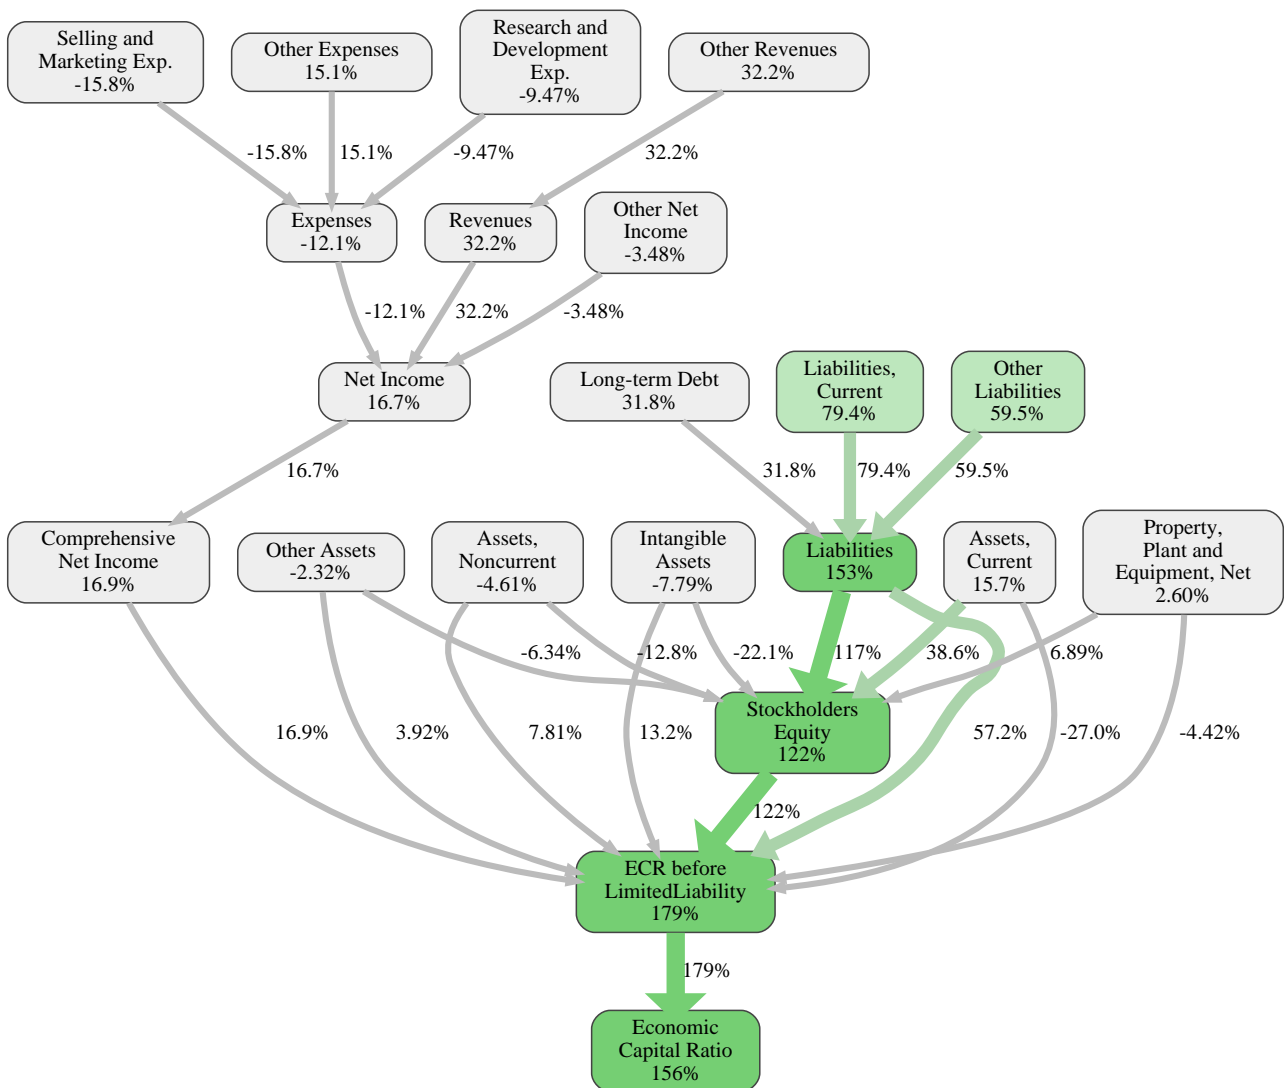 Selling and
Marketing Exp.
-15.8%
Other Expenses
15.1%
Research and
Development
Exp.
-9.47%
Other Revenues
32.2%
-15.8%
15.1%
-9.47%
32.2%
Expenses
-12.1%
Revenues
32.2%
Other Net
Income
-3.48%
-12.1%
32.2%
-3.48%
Net Income
16.7%
Long-term Debt
31.8%
Liabilities,
Current
79.4%
Other
Liabilities
59.5%
16.7%
31.8%
79.4%
59.5%
Comprehensive
Net Income
16.9%
Other Assets
-2.32%
Assets,
Noncurrent
-4.61%
Intangible
Assets
-7.79%
Liabilities
153%
Assets,
Current
15.7%
Property,
Plant and
Equipment, Net
2.60%
-6.34%
-12.8%
-22.1%
117%
38.6%
6.89%
Stockholders
Equity
122%
16.9%
3.92%
7.81%
13.2%
57.2%
-27.0%
-4.42%
122%
ECR before
LimitedLiability
179%
179%
Economic
Capital Ratio
156%